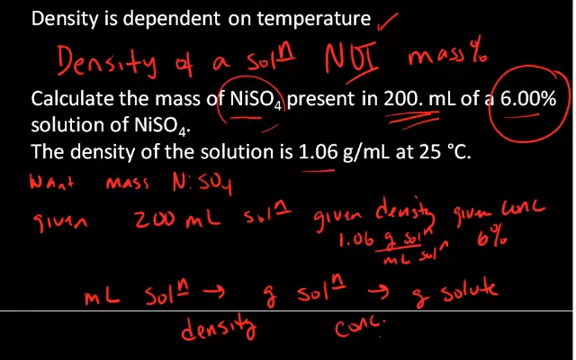 Density is dependent on temperature ✓
Density of a solⁿ NOT mass%
Calculate the mass of NiSO₄ present in 200. mL of a 6.00%
solution of NiSO₄.
The density of the solution is 1.06 g/mL at 25 °C.
Want mass NiSO₄
given 200 mL solⁿ given density given conc
1.06 g solⁿ / mL solⁿ 6%
mL solⁿ → g solⁿ → g solute
density conc.